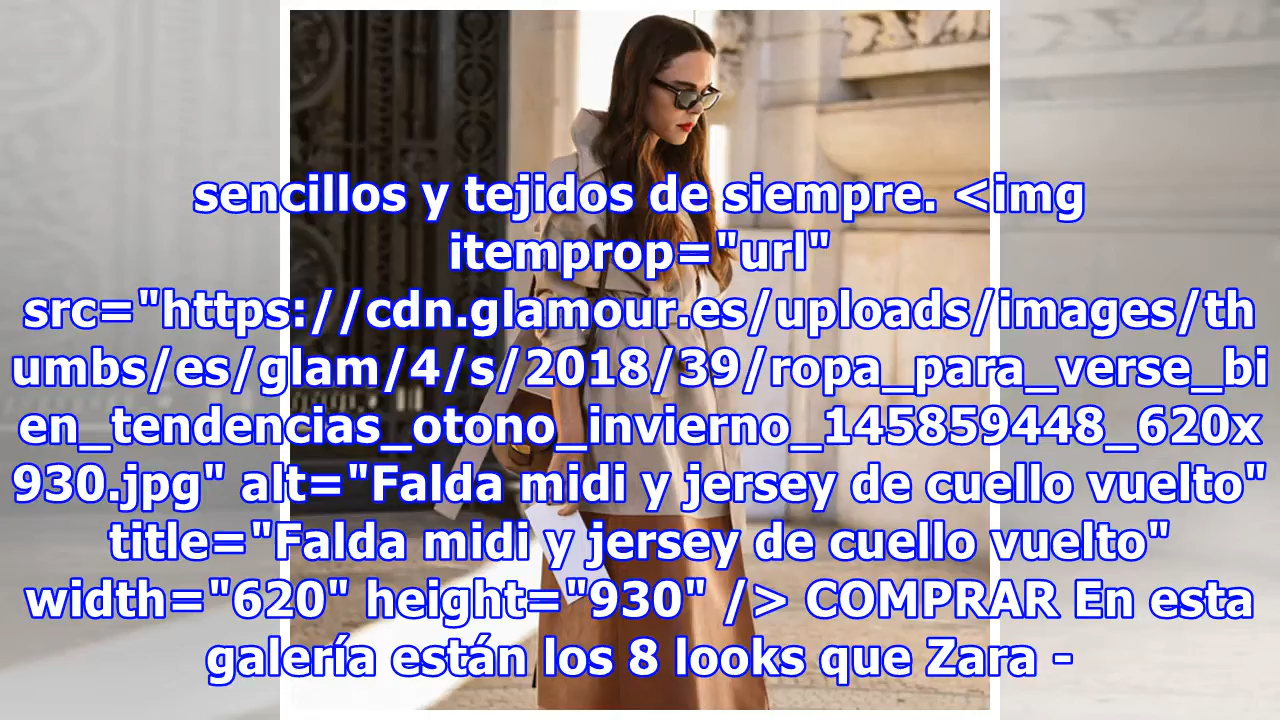 sencillos y tejidos de siempre. <img
itemprop="url"
src="https://cdn.glamour.es/uploads/images/th
umbs/es/glam/4/s/2018/39/ropa_para_verse_bi
en_tendencias_otono_invierno_145859448_620x
930.jpg" alt="Falda midi y jersey de cuello vuelto"
title="Falda midi y jersey de cuello vuelto"
width="620" height="930" /> COMPRAR En esta
galería están los 8 looks que Zara -